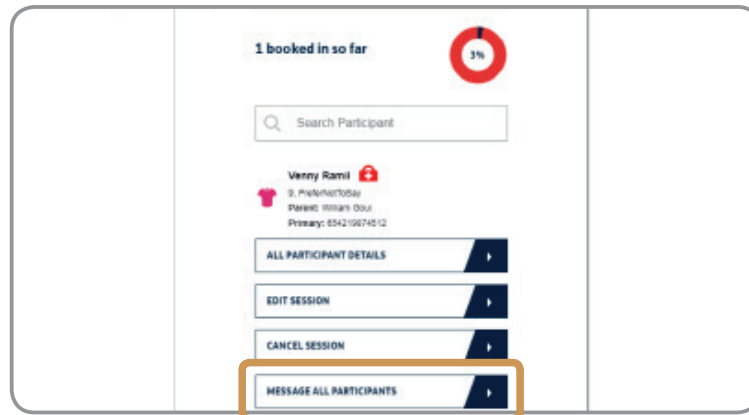 1 booked in so far
3%
Search Participant
Venny Ramil
9, PreferNotToSay
Parent: William Goul
Primary: 654219874512
ALL PARTICIPANT DETAILS
EDIT SESSION
CANCEL SESSION
MESSAGE ALL PARTICIPANTS